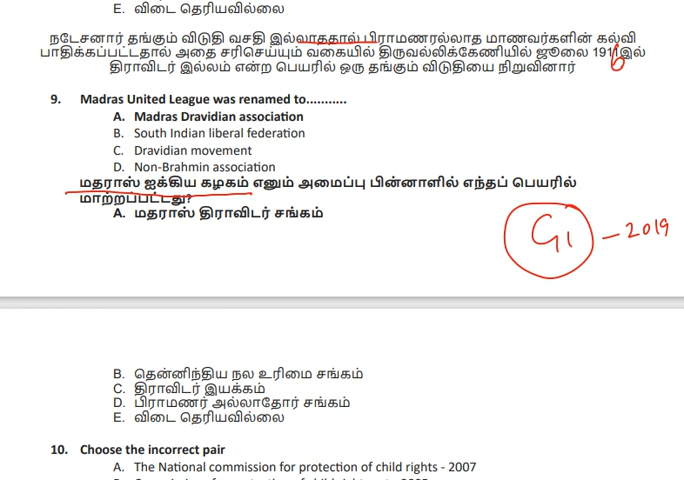 E. விடை தெரியவில்லை
நடேசனார் தங்கும் விடுதி வசதி இல்லாததால் பிராமணரல்லாத மாணவர்களின் கல்வி
பாதிக்கப்பட்டதால் அதை சரிசெய்யும் வகையில் திருவல்லிக்கேணியில் ஜூலை 1916இல்
திராவிடர் இல்லம் என்ற பெயரில் ஒரு தங்கும் விடுதியை நிறுவினார்
9. Madras United League was renamed to...........
A. Madras Dravidian association
B. South Indian liberal federation
C. Dravidian movement
D. Non-Brahmin association
மதராஸ் ஐக்கிய கழகம் எனும் அமைப்பு பின்னாளில் எந்தப் பெயரில்
மாற்றப்பட்டது?
A. மதராஸ் திராவிடர் சங்கம்
G1 – 2019
B. தென்னிந்திய நல உரிமை சங்கம்
C. திராவிடர் இயக்கம்
D. பிராமணர் அல்லாதோர் சங்கம்
E. விடை தெரியவில்லை
10. Choose the incorrect pair
A. The National commission for protection of child rights - 2007